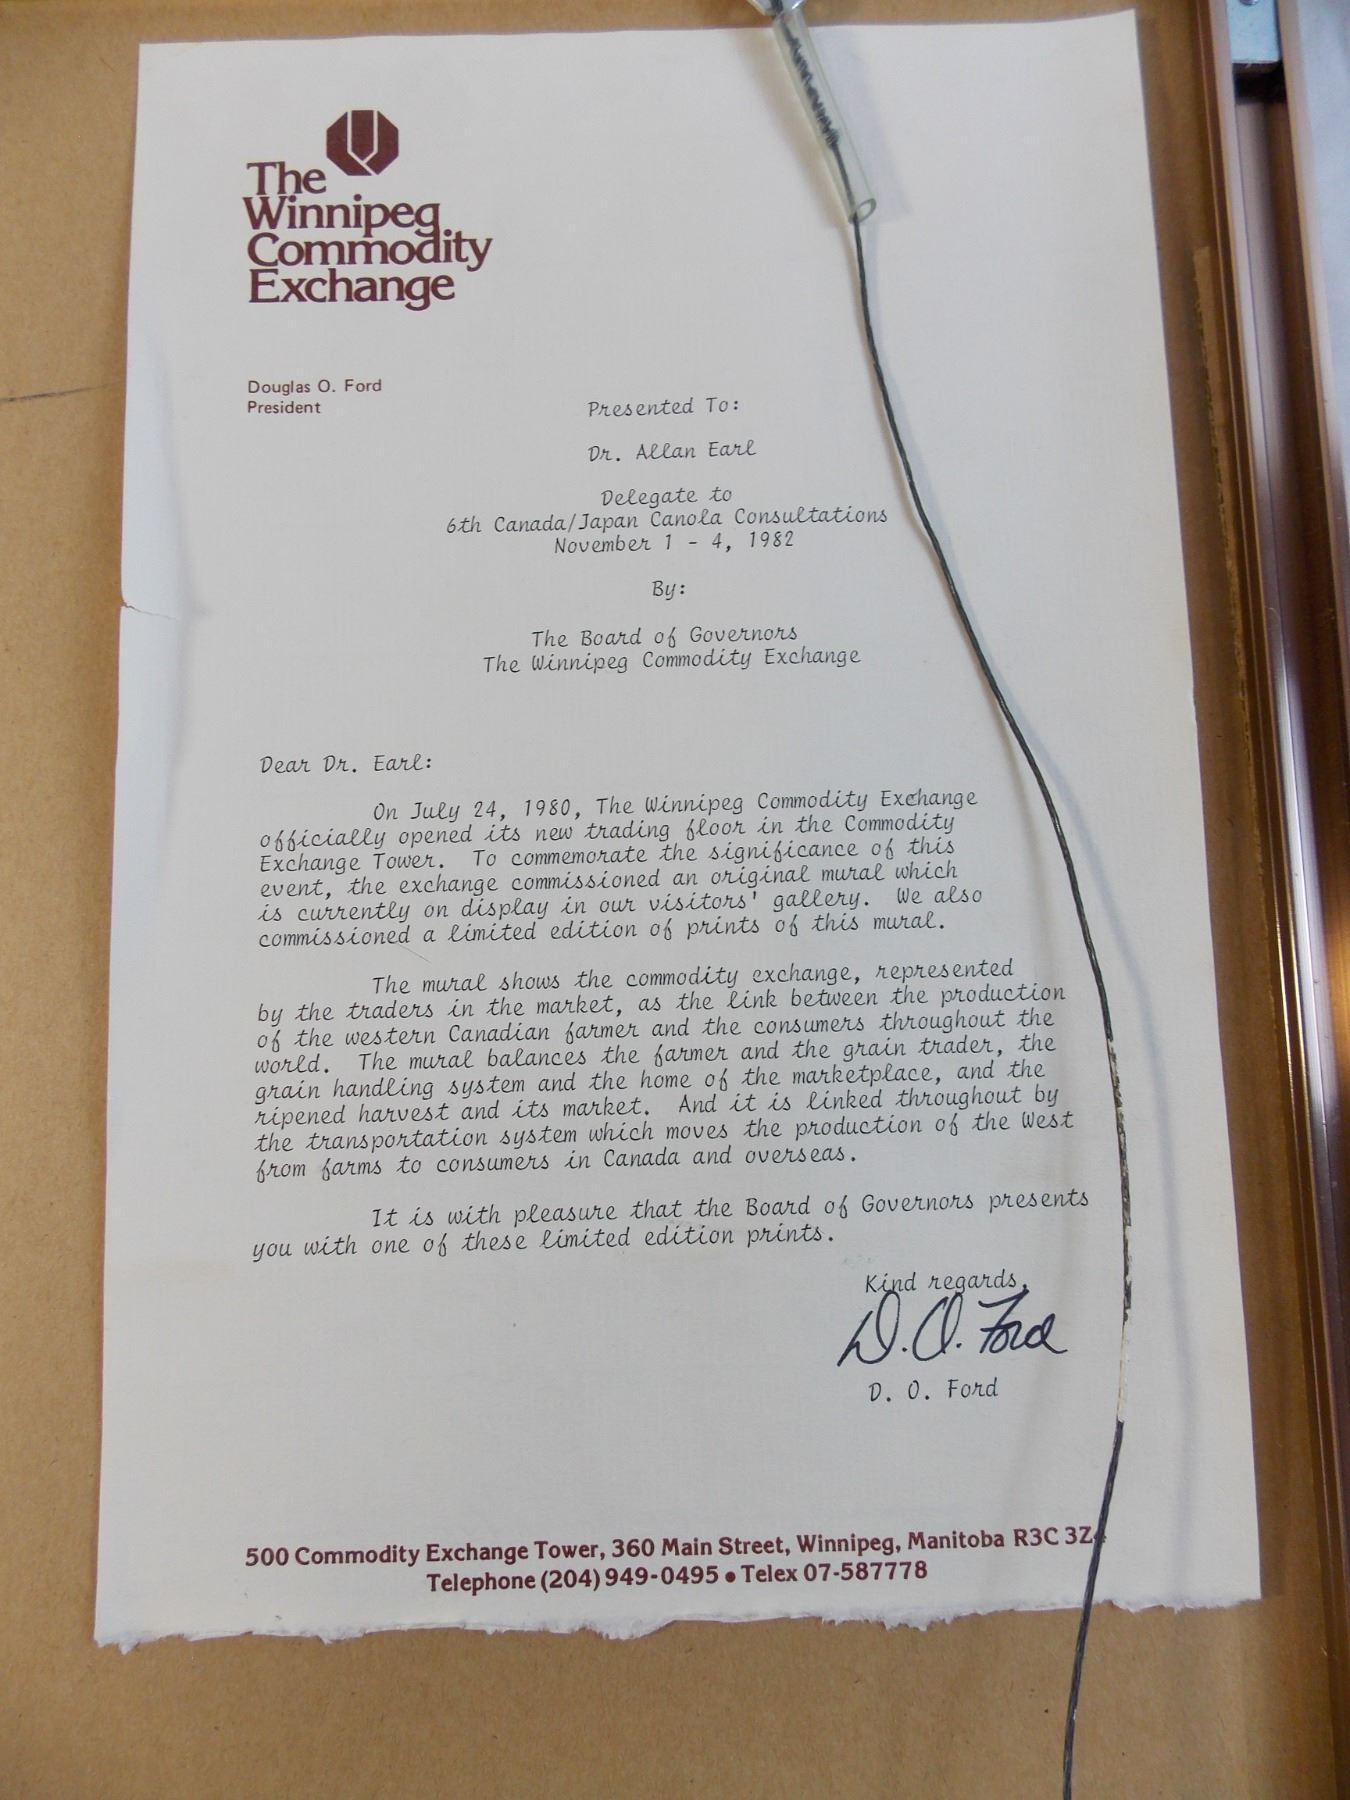 The
Winnipeg
Commodity
Exchange
Douglas O. Ford
President
Presented To:
Dr. Allan Earl
Delegate to
6th Canada/Japan Canola Consultations
November 1 - 4, 1982
By:
The Board of Governors
The Winnipeg Commodity Exchange
Dear Dr. Earl:
On July 24, 1980, The Winnipeg Commodity Exchange
officially opened its new trading floor in the Commodity
Exchange Tower. To commemorate the significance of this
event, the exchange commissioned an original mural which
is currently on display in our visitors' gallery. We also
commissioned a limited edition of prints of this mural.
The mural shows the commodity exchange, represented
by the traders in the market, as the link between the production
of the western Canadian farmer and the consumers throughout the
world. The mural balances the farmer and the grain trader, the
grain handling system and the home of the marketplace, and the
ripened harvest and its market. And it is linked throughout by
the transportation system which moves the production of the West
from farms to consumers in Canada and overseas.
It is with pleasure that the Board of Governors presents
you with one of these limited edition prints.
Kind regards,
D. O. Ford
D. O. Ford
500 Commodity Exchange Tower, 360 Main Street, Winnipeg, Manitoba R3C
Telephone (204) 949-0495 • Telex 07-587778